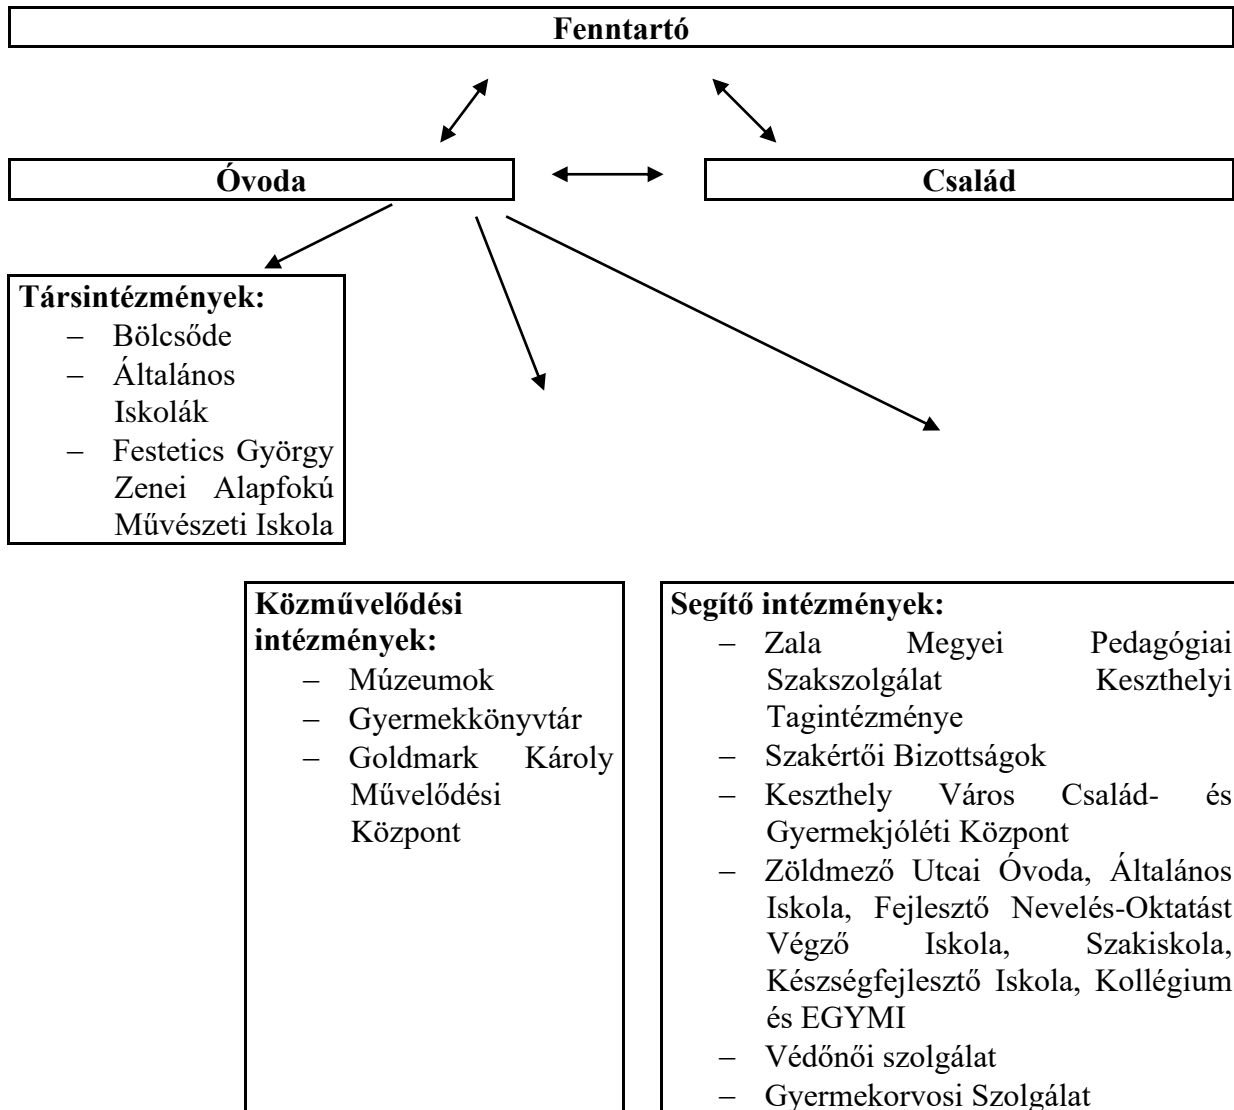 Fenntartó
Óvoda
Család
Társintézmények:
– Bölcsőde
– Általános
Iskolák
– Festetics György
Zenei Alapfokú
Művészeti Iskola
Közművelődési
intézmények:
– Múzeumok
– Gyermekkönyvtár
– Goldmark Károly
Művelődési
Központ
Segítő intézmények:
– Zala Megyei Pedagógiai
Szakszolgálat Keszthelyi
Tagintézménye
– Szakértői Bizottságok
– Keszthely Város Család- és
Gyermekjóléti Központ
– Zöldmező Utcai Óvoda, Általános
Iskola, Fejlesztő Nevelés-Oktatást
Végző Iskola, Szakiskola,
Készségfejlesztő Iskola, Kollégium
és EGYMI
– Védőnői szolgálat
– Gyermekorvosi Szolgálat